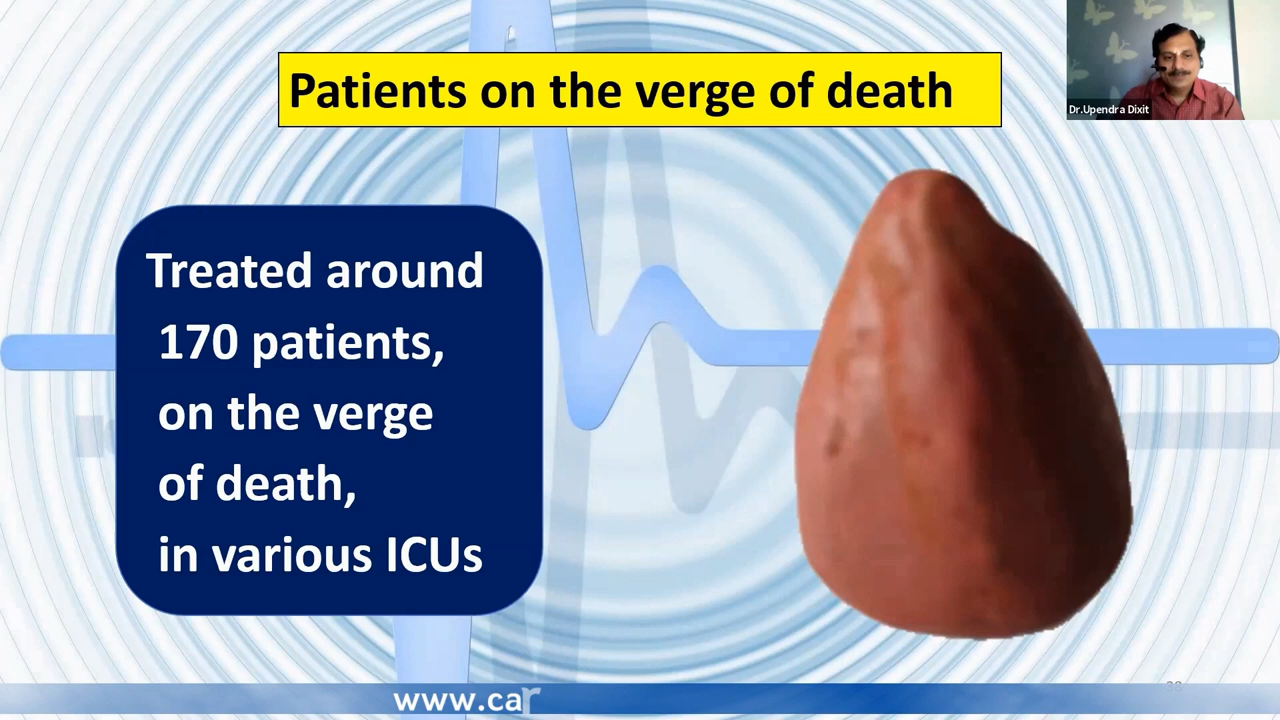 Patients on the verge of death
Dr.Upendra Dixit
Treated around
170 patients,
on the verge
of death,
in various ICUs
www.car